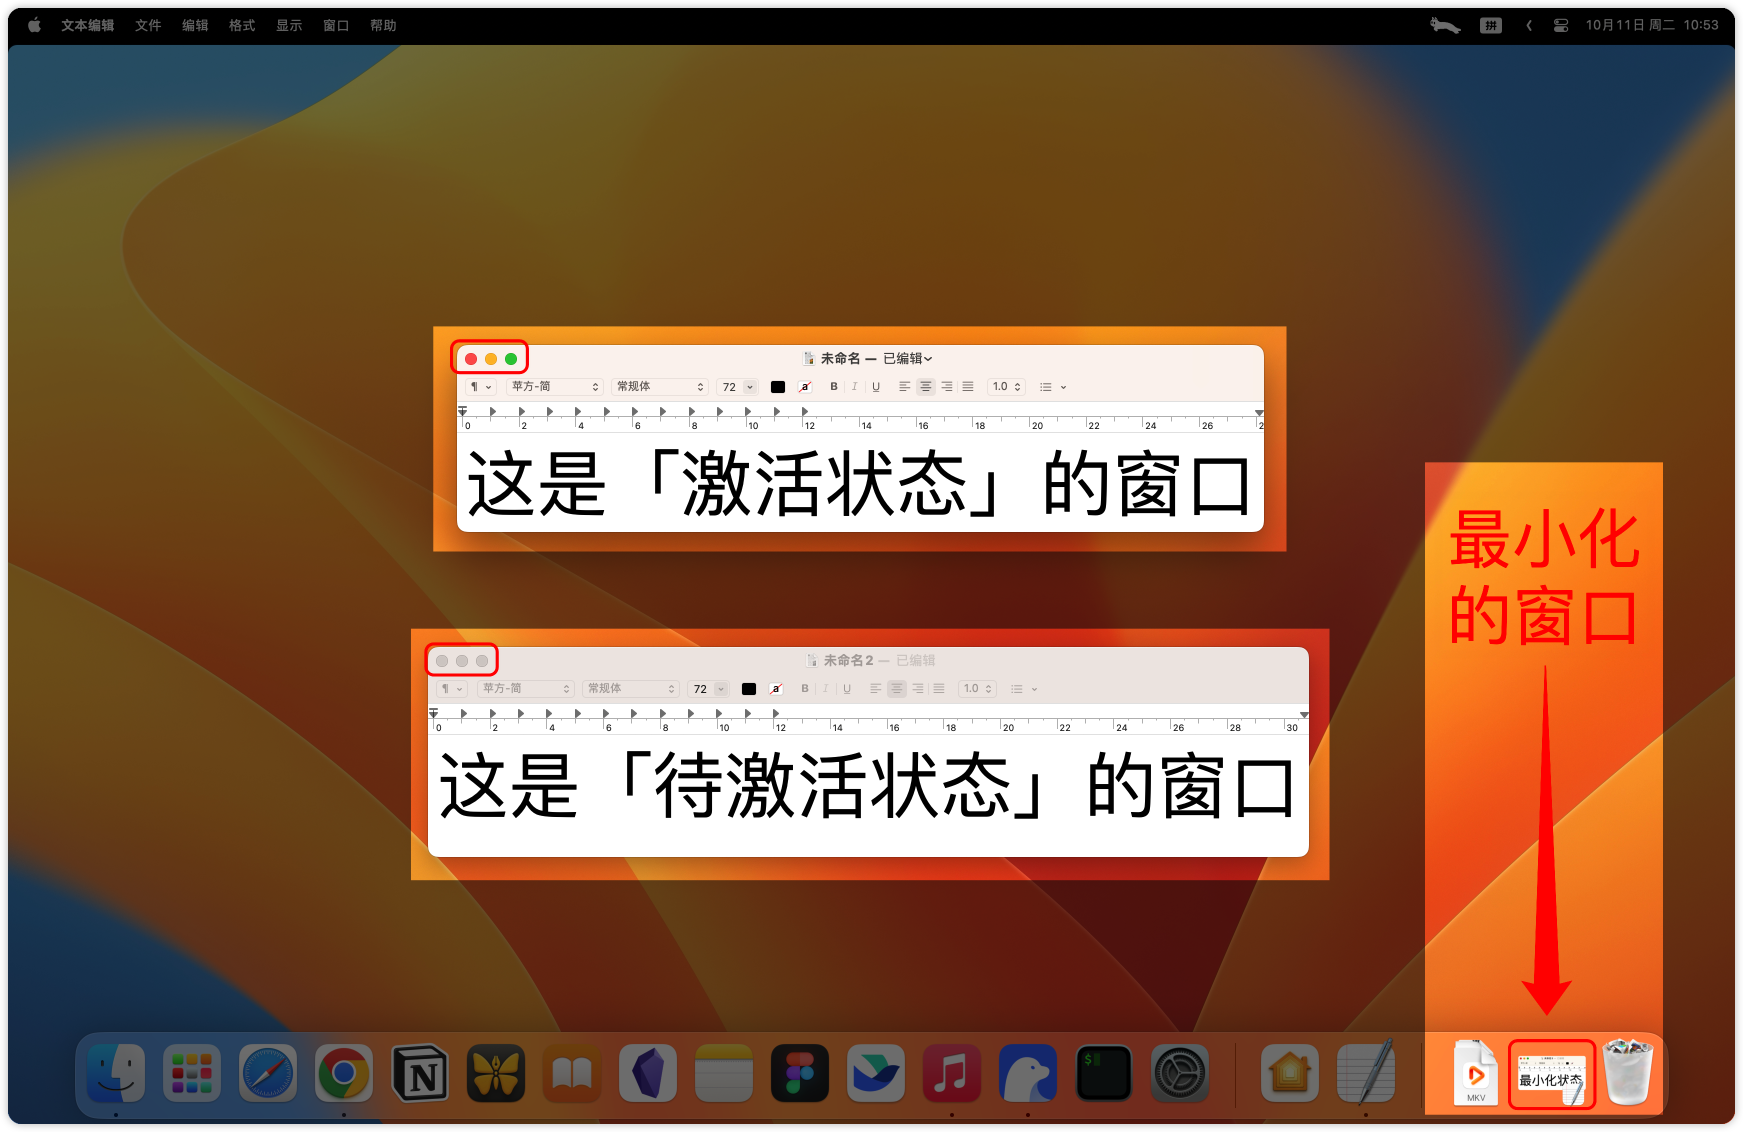 文本编辑 文件 编辑 格式 显示 窗口 帮助 拼 10月11日 周二 10:53
未命名 — 已编辑
¶ 苹方-简 常规体 72 a B I U 1.0
0 2 4 6 8 10 12 14 16 18 20 22 24 26 2
这是「激活状态」的窗口
最小化
的窗口
未命名 2 — 已编辑
¶ 苹方-简 常规体 72 a B I U 1.0
0 2 4 6 8 10 12 14 16 18 20 22 24 26 28 30
这是「待激活状态」的窗口
N
$
MKV
最小化状态